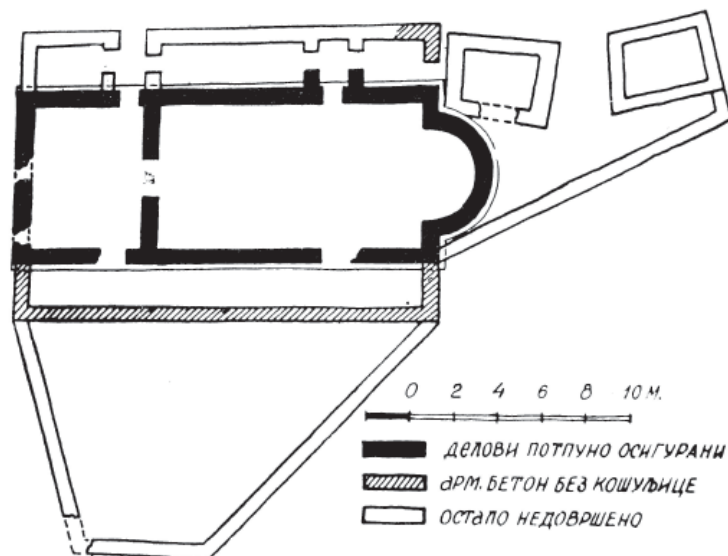 0 2 4 6 8 10 м.
делови потпуно осигурани
арм. бетон без кошуљице
остало недовршено